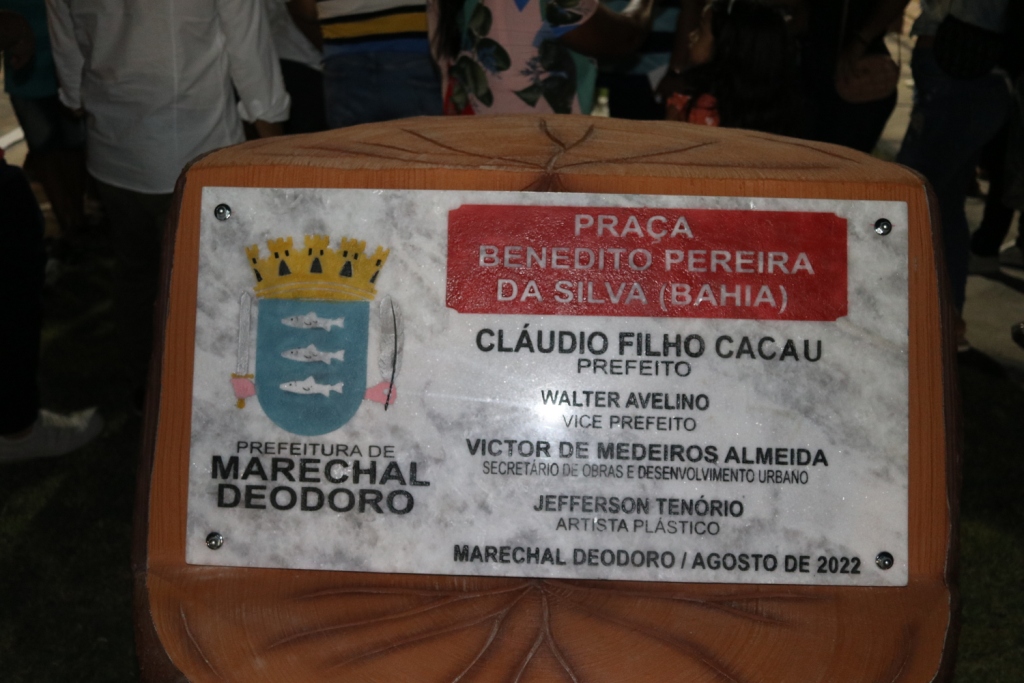 PRAÇA
BENEDITO PEREIRA
DA SILVA (BAHIA)
CLÁUDIO FILHO CACAU
PREFEITO
WALTER AVELINO
VICE PREFEITO
VICTOR DE MEDEIROS ALMEIDA
SECRETÁRIO DE OBRAS E DESENVOLVIMENTO URBANO
JEFFERSON TENÓRIO
ARTISTA PLÁSTICO
MARECHAL DEODORO / AGOSTO DE 2022
PREFEITURA DE
MARECHAL
DEODORO